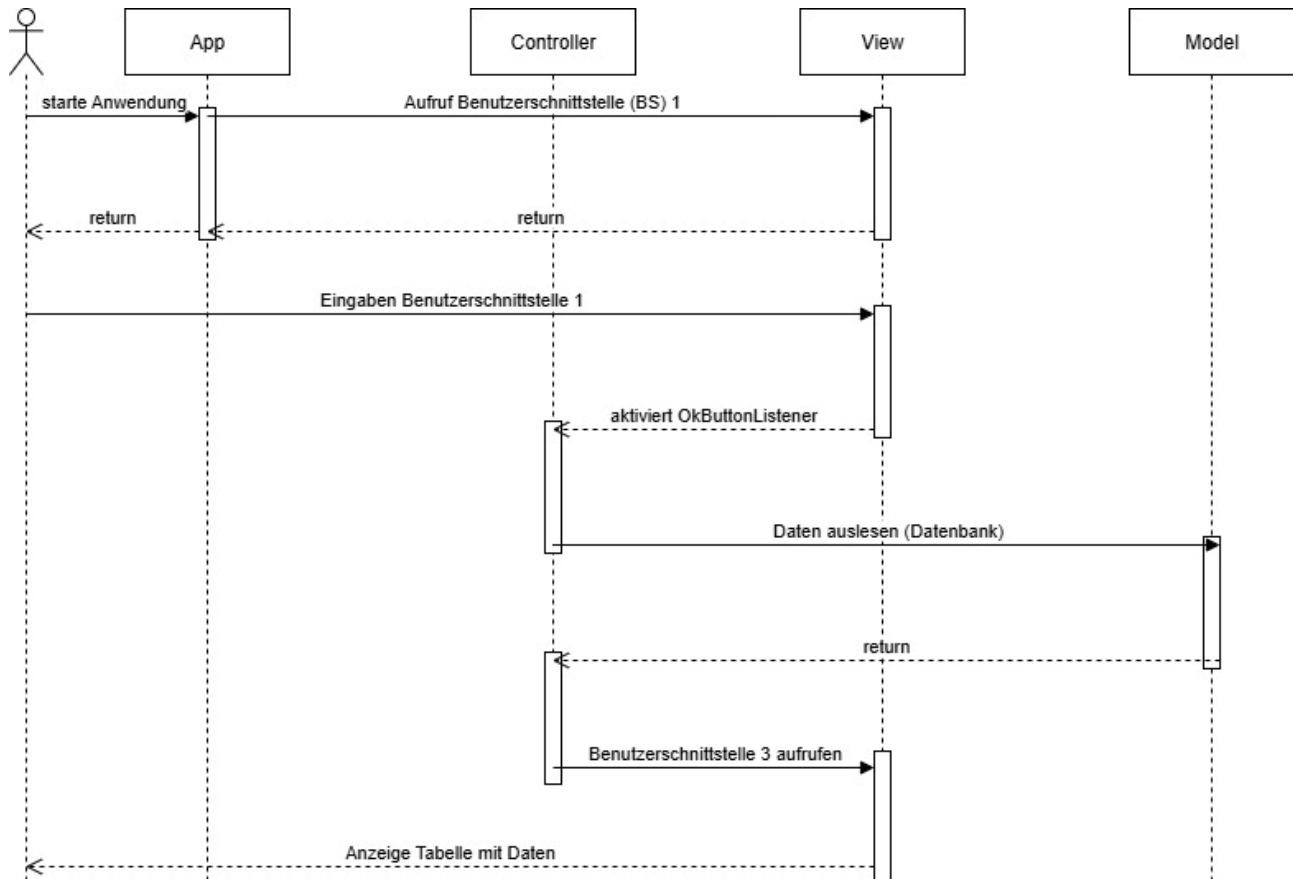 App
Controller
View
Model
starte Anwendung
Aufruf Benutzerschnittstelle (BS) 1
return
return
Eingaben Benutzerschnittstelle 1
aktiviert OkButtonListener
Daten auslesen (Datenbank)
return
Benutzerschnittstelle 3 aufrufen
Anzeige Tabelle mit Daten